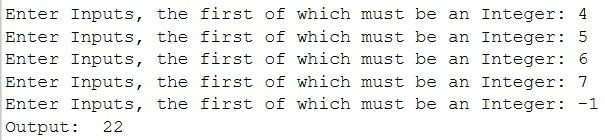 Enter Inputs, the first of which must be an Integer: 4
Enter Inputs, the first of which must be an Integer: 5
Enter Inputs, the first of which must be an Integer: 6
Enter Inputs, the first of which must be an Integer: 7
Enter Inputs, the first of which must be an Integer: -1
Output:  22